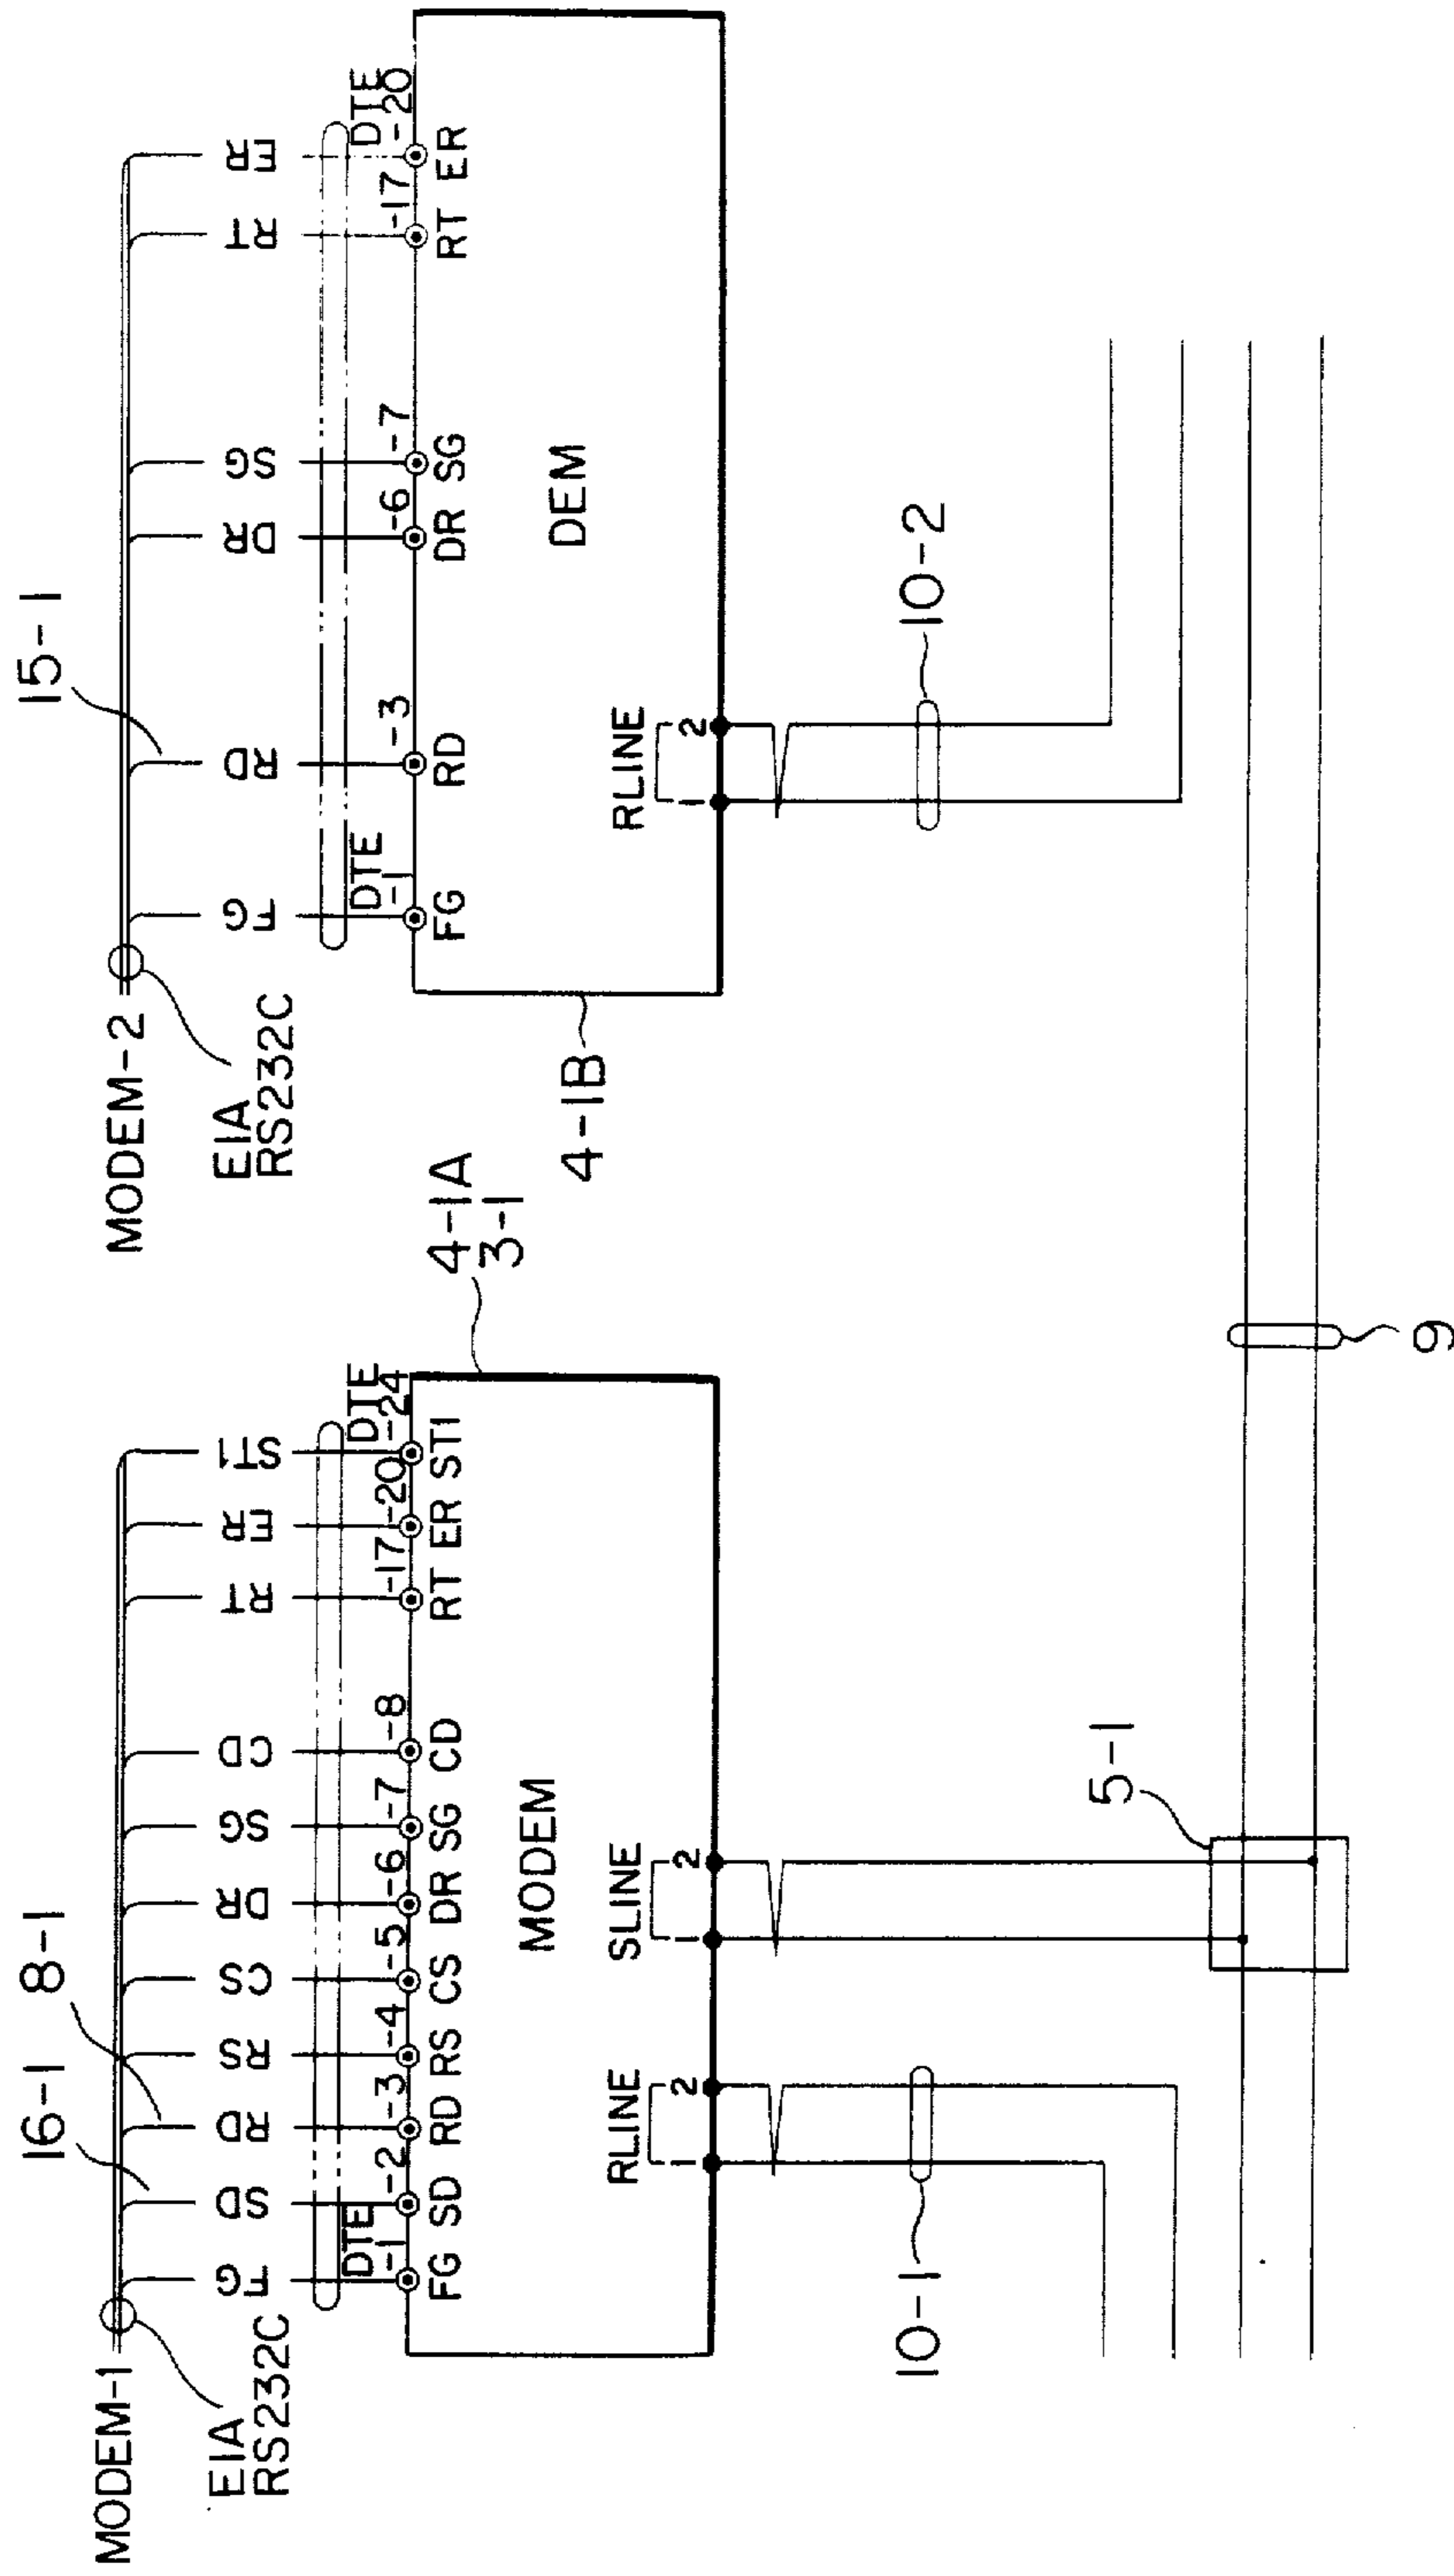 16-1
8-1
MODEM-1
EIA
RS232C
FG SD RD RS CS DR SG CD RT ER ST1
DTE DTE
-1 -2 -3 -4 -5 -6 -7 -8 -17 -20 -24
FG SD RD RS CS DR SG CD RT ER ST1
MODEM
4-1A
3-1
RLINE SLINE
1 2 1 2
10-1
5-1
9
15-1
MODEM-2
EIA
RS232C
FG RD DR SG RT ER
DTE DTE
-1 -3 -6 -7 -17 -20
FG RD DR SG RT ER
DEM
4-1B
RLINE
1 2
10-2